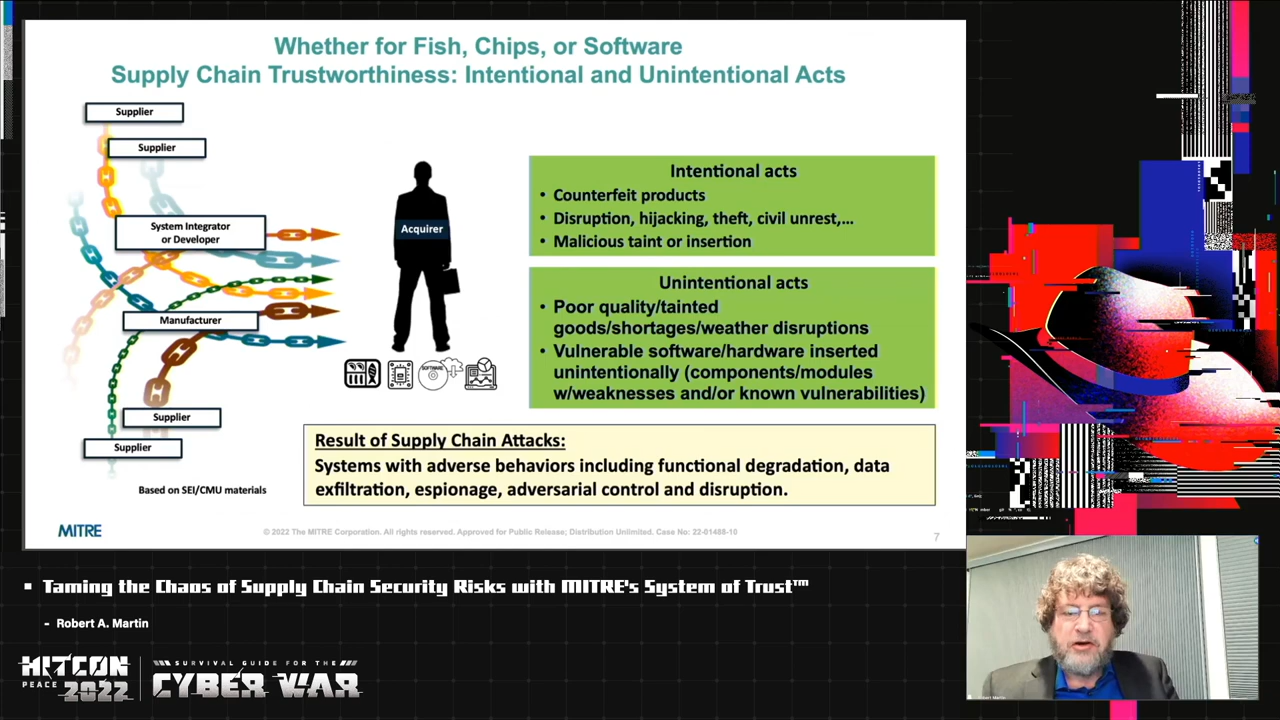 Whether for Fish, Chips, or Software
Supply Chain Trustworthiness: Intentional and Unintentional Acts
Supplier
Supplier
System Integrator
or Developer
Manufacturer
Supplier
Supplier
Based on SEI/CMU materials
Acquirer
SOFTWARE
Intentional acts
• Counterfeit products
• Disruption, hijacking, theft, civil unrest,...
• Malicious taint or insertion
Unintentional acts
• Poor quality/tainted
goods/shortages/weather disruptions
• Vulnerable software/hardware inserted
unintentionally (components/modules
w/weaknesses and/or known vulnerabilities)
Result of Supply Chain Attacks:
Systems with adverse behaviors including functional degradation, data
exfiltration, espionage, adversarial control and disruption.
MITRE
© 2022 The MITRE Corporation. All rights reserved. Approved for Public Release; Distribution Unlimited. Case No: 22-01488-10
7
Taming the Chaos of Supply Chain Security Risks with MITRE's System of Trust™
- Robert A. Martin
HITCON
PEACE 2022
SURVIVAL GUIDE FOR THE
CYBER WAR
Robert Martin